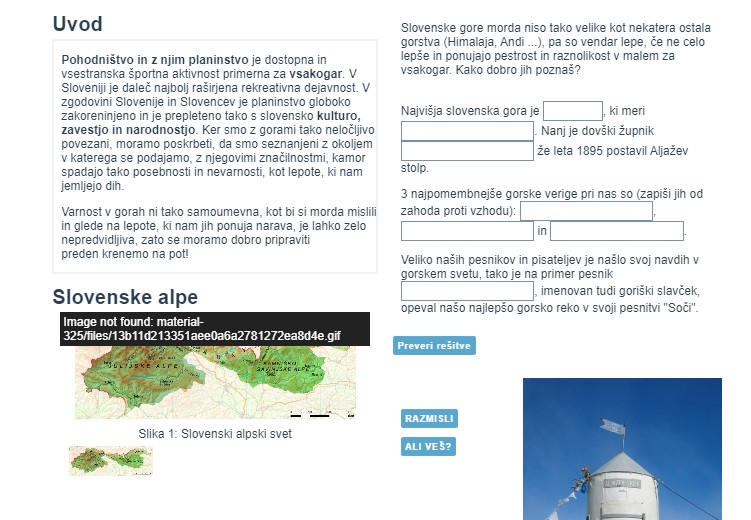 Uvod
Pohodništvo in z njim planinstvo je dostopna in
vsestranska športna aktivnost primerna za vsakogar. V
Sloveniji je daleč najbolj raširjena rekreativna dejavnost. V
zgodovini Slovenije in Slovencev je planinstvo globoko
zakoreninjeno in je prepleteno tako s slovensko kulturo,
zavestjo in narodnostjo. Ker smo z gorami tako neločljivo
povezani, moramo poskrbeti, da smo seznanjeni z okoljem
v katerega se podajamo, z njegovimi značilnostmi, kamor
spadajo tako posebnosti in nevarnosti, kot lepote, ki nam
jemljejo dih.
Varnost v gorah ni tako samoumevna, kot bi si morda mislili
in glede na lepote, ki nam jih ponuja narava, je lahko zelo
nepredvidljiva, zato se moramo dobro pripraviti
preden krenemo na pot!
Slovenske alpe
Image not found: material-
325/files/13b11d213351aee0a6a2781272ea8d4e.gif
JULIJSKE ALPE
KAMNIŠKO
SAVINJSKE ALPE
Slika 1: Slovenski alpski svet
Slovenske gore morda niso tako velike kot nekatera ostala
gorstva (Himalaja, Andi ...), pa so vendar lepe, če ne celo
lepše in ponujajo pestrost in raznolikost v malem za
vsakogar. Kako dobro jih poznaš?
Najvišja slovenska gora je , ki meri
. Nanj je dovški župnik
že leta 1895 postavil Aljažev
stolp.
3 najpomembnejše gorske verige pri nas so (zapiši jih od
zahoda proti vzhodu): ,
in .
Veliko naših pesnikov in pisateljev je našlo svoj navdih v
gorskem svetu, tako je na primer pesnik
, imenovan tudi goriški slavček,
opeval našo najlepšo gorsko reko v svoji pesnitvi "Soči".
Preveri rešitve
RAZMISLI
ALI VEŠ?